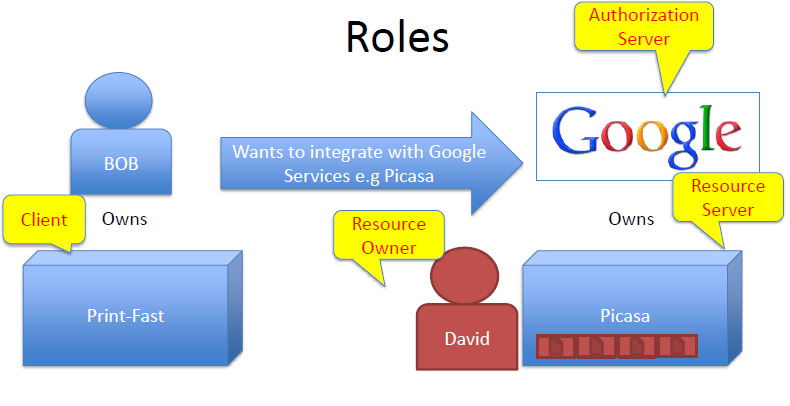 Roles
Authorization
Server
Google
BOB
Wants to integrate with Google
Services e.g Picasa
Client
Owns
Resource
Owner
Owns
Resource
Server
Print-Fast
David
Picasa